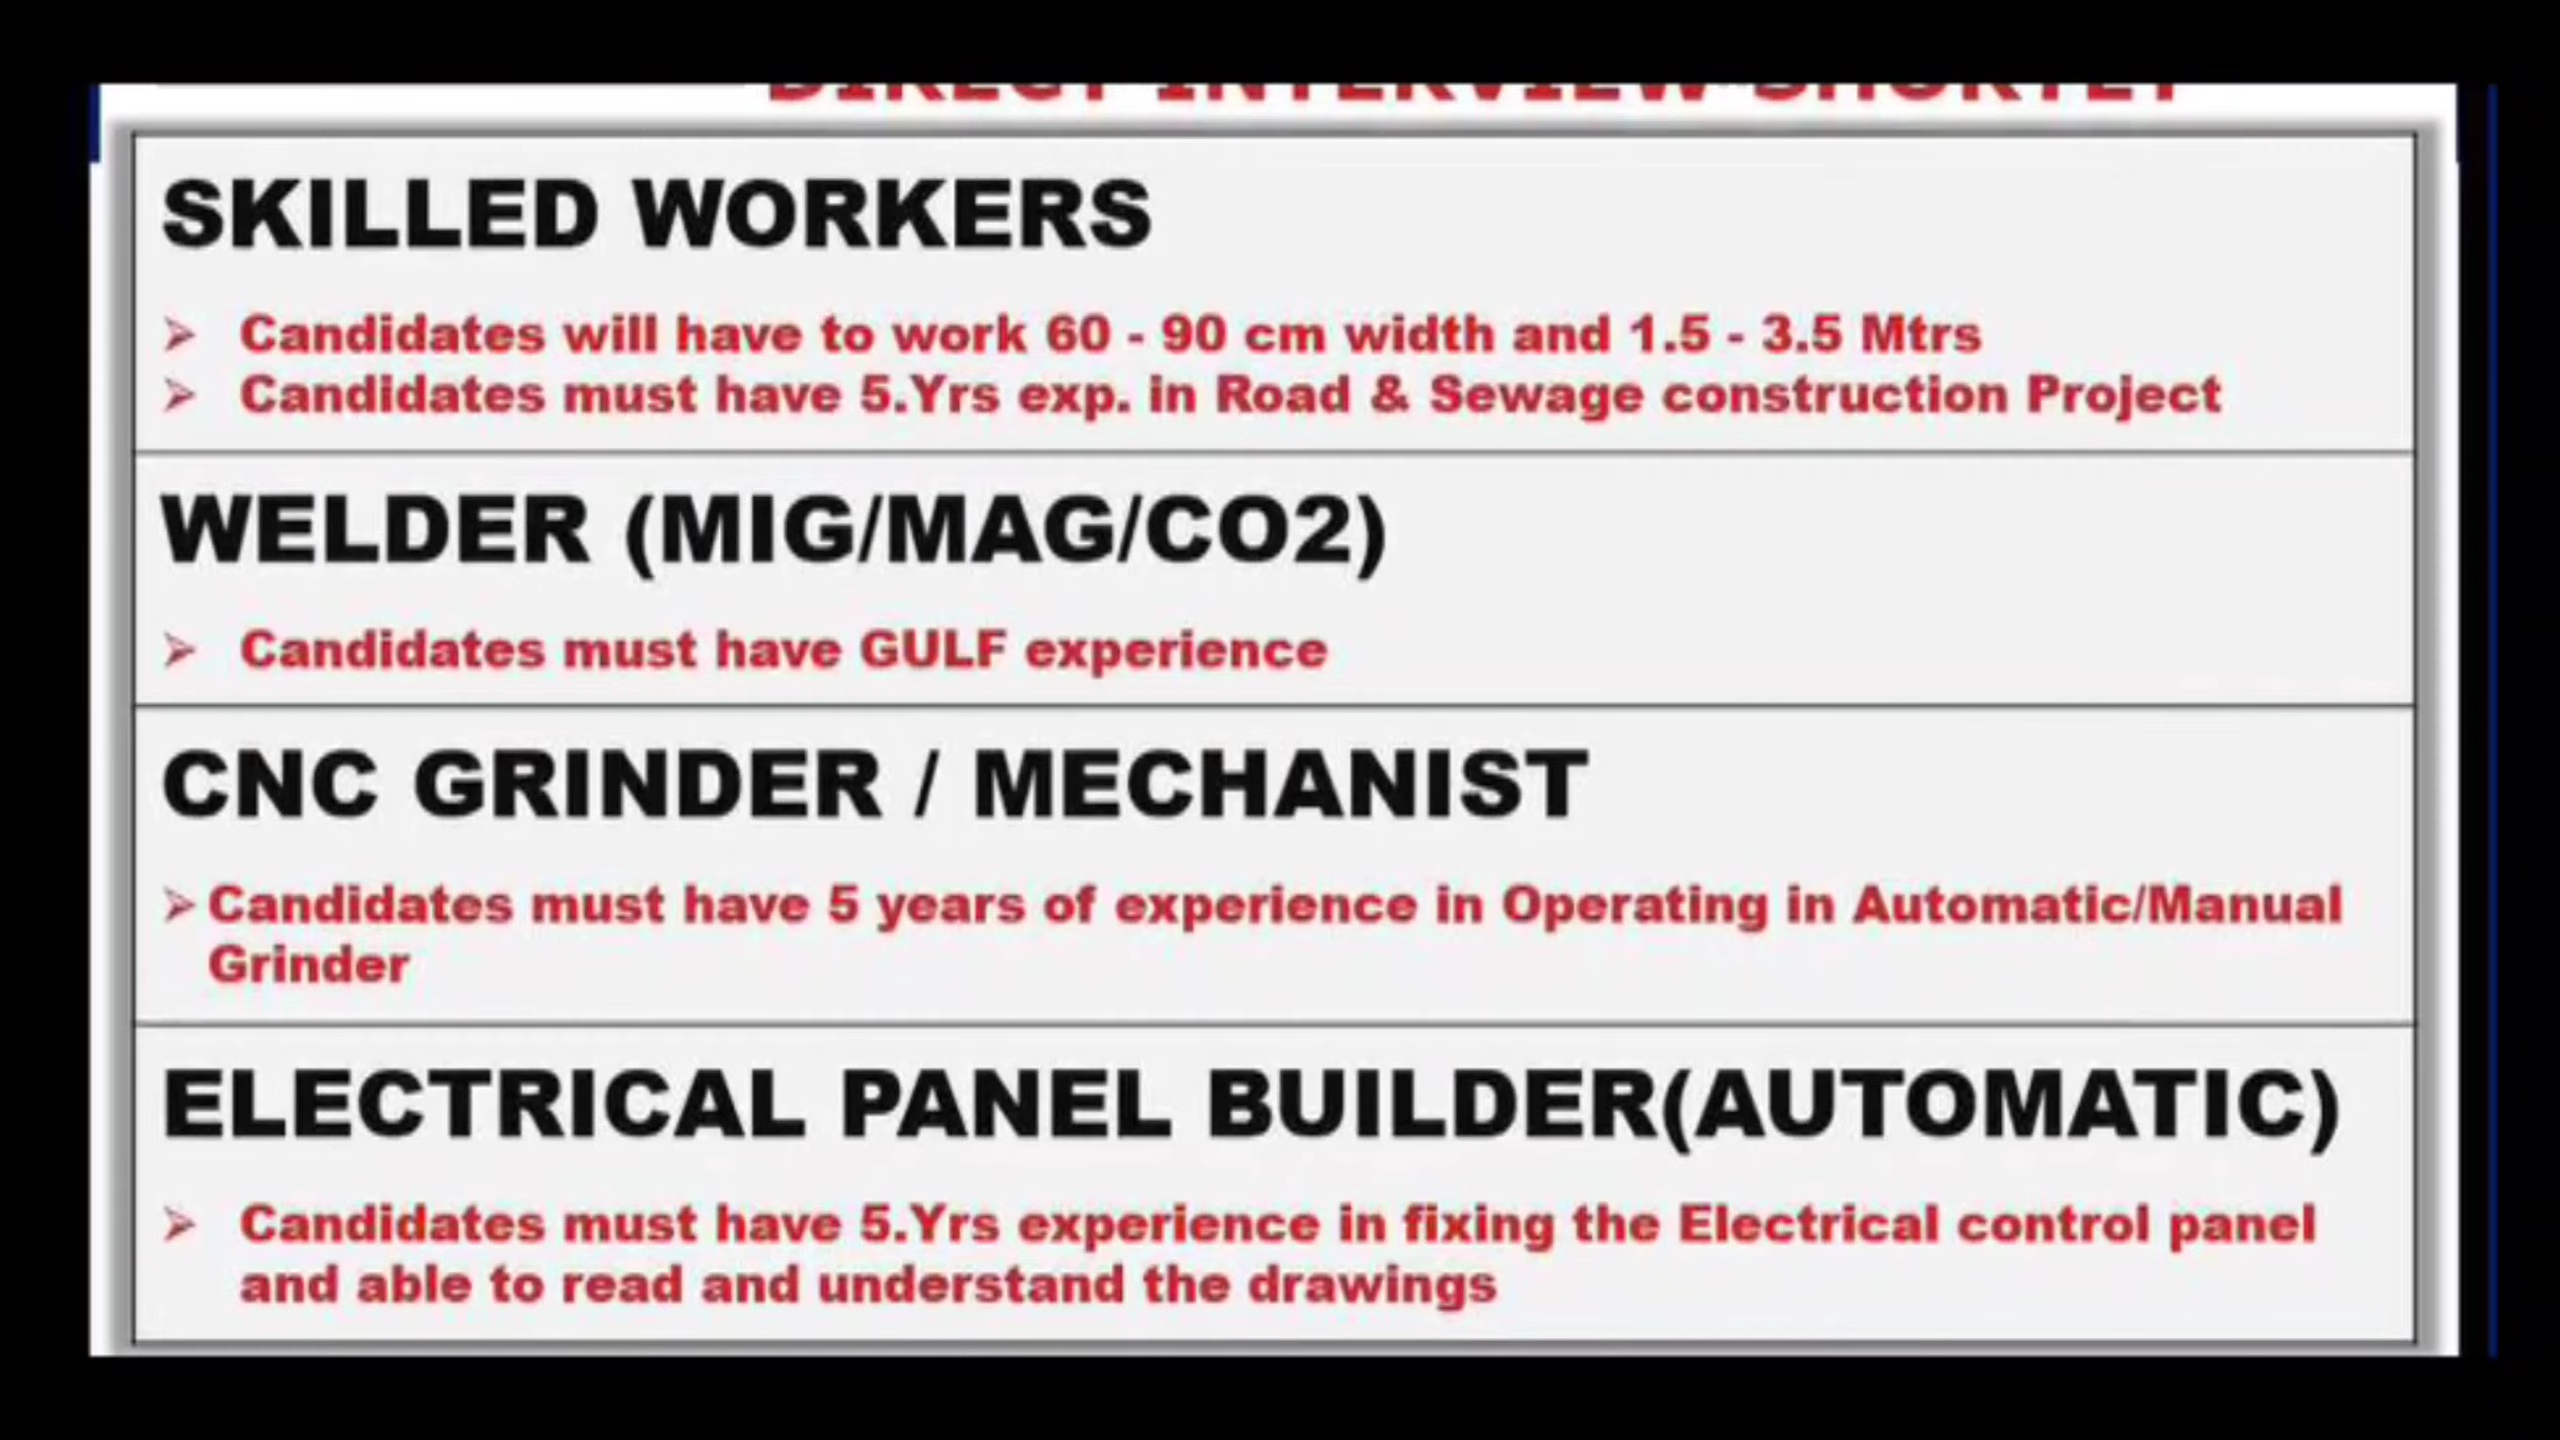 DIRECT INTERVIEW SHORTLY
SKILLED WORKERS
➢ Candidates will have to work 60 - 90 cm width and 1.5 - 3.5 Mtrs
➢ Candidates must have 5.Yrs exp. in Road & Sewage construction Project
WELDER (MIG/MAG/CO2)
➢ Candidates must have GULF experience
CNC GRINDER / MECHANIST
➢ Candidates must have 5 years of experience in Operating in Automatic/Manual
Grinder
ELECTRICAL PANEL BUILDER(AUTOMATIC)
➢ Candidates must have 5.Yrs experience in fixing the Electrical control panel
and able to read and understand the drawings